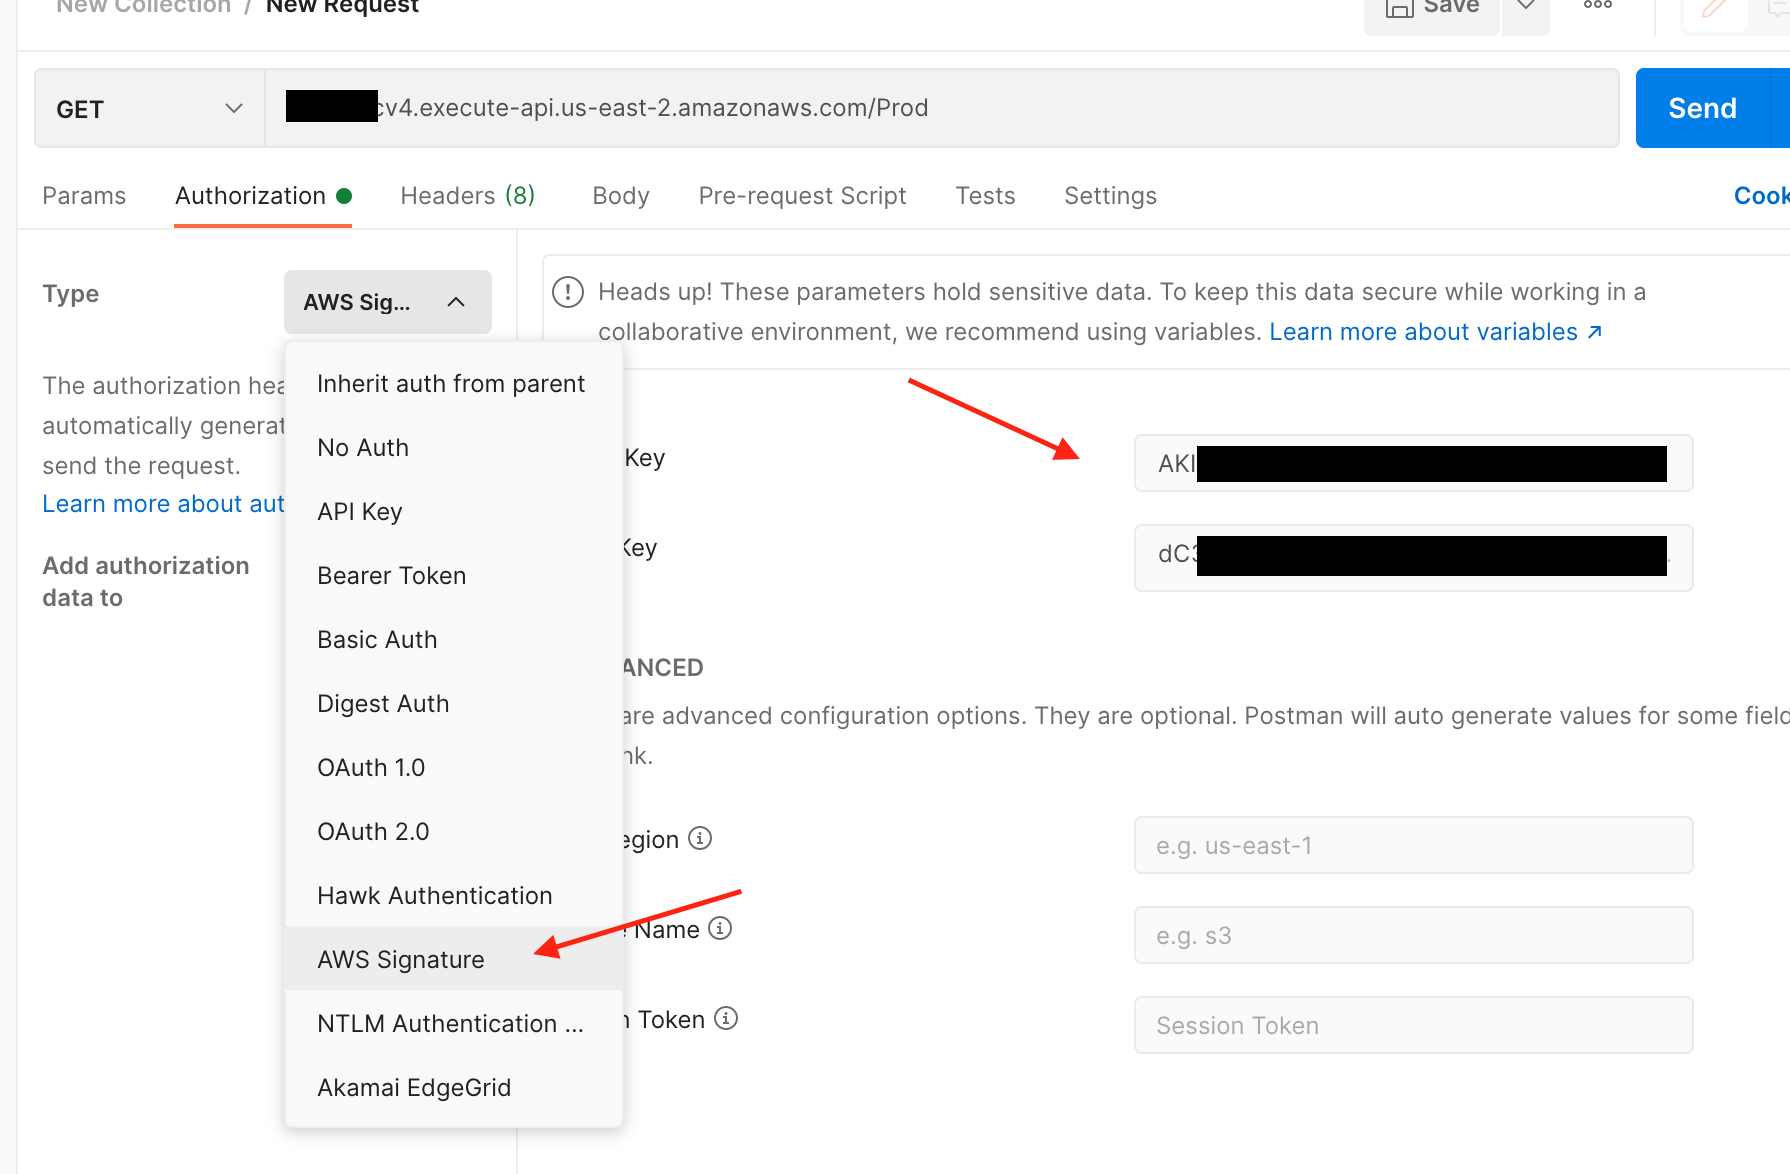 New Collection / New Request
Save
GET
cv4.execute-api.us-east-2.amazonaws.com/Prod
Send
Params
Authorization
Headers (8)
Body
Pre-request Script
Tests
Settings
Cook
Type
AWS Sig...
Heads up! These parameters hold sensitive data. To keep this data secure while working in a
collaborative environment, we recommend using variables. Learn more about variables ↗
The authorization hea
automatically generat
send the request.
Learn more about aut
Add authorization
data to
Inherit auth from parent
No Auth
API Key
Bearer Token
Basic Auth
Digest Auth
OAuth 1.0
OAuth 2.0
Hawk Authentication
AWS Signature
NTLM Authentication ...
Akamai EdgeGrid
Key
AKI
Key
dC3
ANCED
are advanced configuration options. They are optional. Postman will auto generate values for some field
nk.
egion
e.g. us-east-1
e Name
e.g. s3
n Token
Session Token